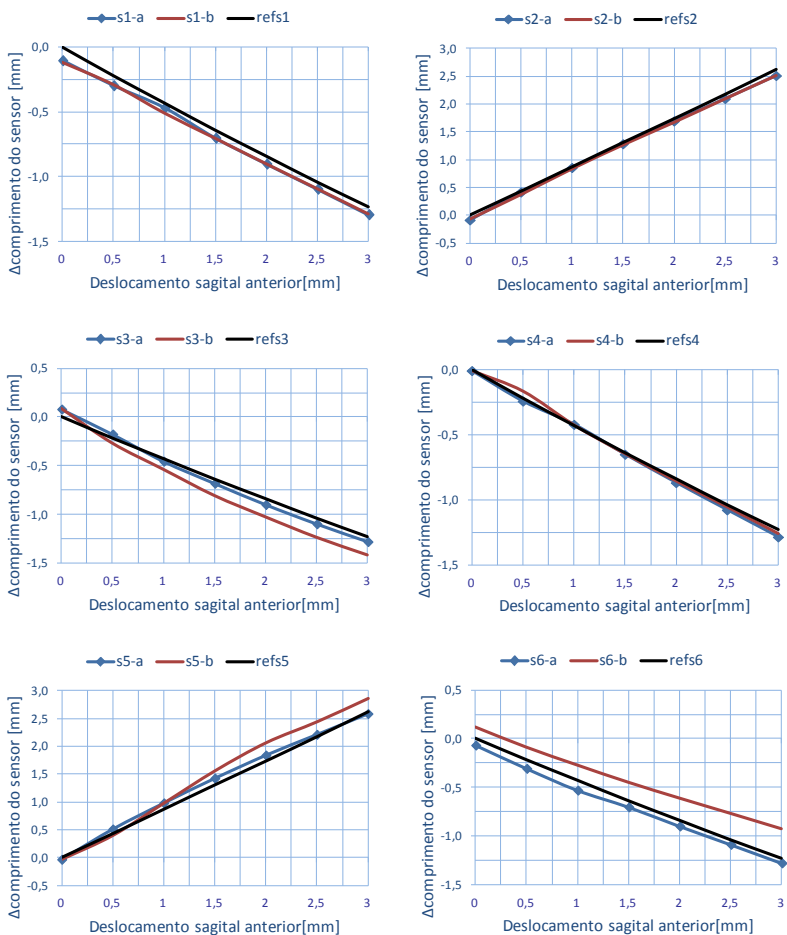 s1-a s1-b refs1
0,0
-0,5
-1,0
-1,5
0 0,5 1 1,5 2 2,5 3
Δcomprimento do sensor [mm]
Deslocamento sagital anterior[mm]
s2-a s2-b refs2
3,0
2,5
2,0
1,5
1,0
0,5
0,0
-0,5
0 0,5 1 1,5 2 2,5 3
Δcomprimento do sensor [mm]
Deslocamento sagital anterior[mm]
s3-a s3-b refs3
0,5
0,0
-0,5
-1,0
-1,5
0 0,5 1 1,5 2 2,5 3
Δcomprimento do sensor [mm]
Deslocamento sagital anterior[mm]
s4-a s4-b refs4
0,0
-0,5
-1,0
-1,5
0 0,5 1 1,5 2 2,5 3
Δcomprimento do sensor [mm]
Deslocamento sagital anterior[mm]
s5-a s5-b refs5
3,0
2,5
2,0
1,5
1,0
0,5
0,0
-0,5
0 0,5 1 1,5 2 2,5 3
Δcomprimento do sensor [mm]
Deslocamento sagital anterior[mm]
s6-a s6-b refs6
0,5
0,0
-0,5
-1,0
-1,5
0 0,5 1 1,5 2 2,5 3
Δcomprimento do sensor [mm]
Deslocamento sagital anterior[mm]